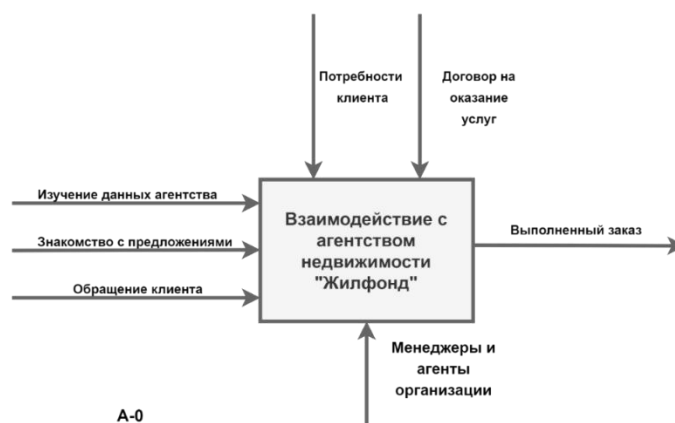 Потребности
клиента
Договор на
оказание
услуг
Изучение данных агентства
Знакомство с предложениями
Обращение клиента
Взаимодействие с
агентством
недвижимости
"Жилфонд"
Выполненный заказ
Менеджеры и
агенты
организации
А-0